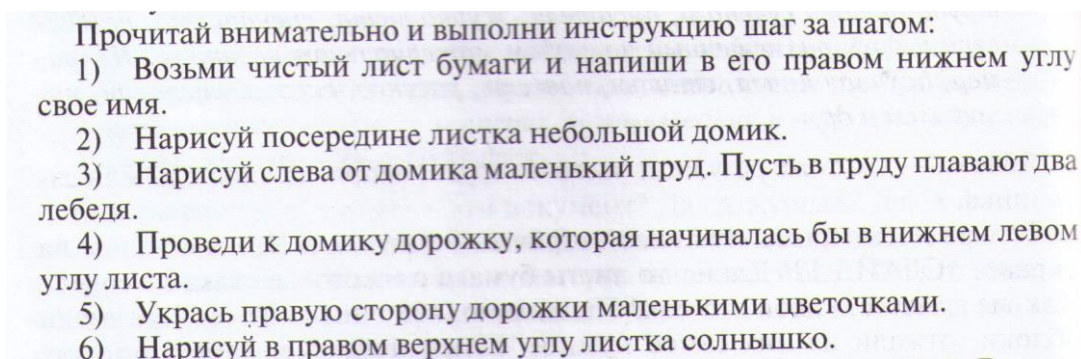 Прочитай внимательно и выполни инструкцию шаг за шагом:
1) Возьми чистый лист бумаги и напиши в его правом нижнем углу
свое имя.
2) Нарисуй посередине листка небольшой домик.
3) Нарисуй слева от домика маленький пруд. Пусть в пруду плавают два
лебедя.
4) Проведи к домику дорожку, которая начиналась бы в нижнем левом
углу листа.
5) Укрась правую сторону дорожки маленькими цветочками.
6) Нарисуй в правом верхнем углу листка солнышко.